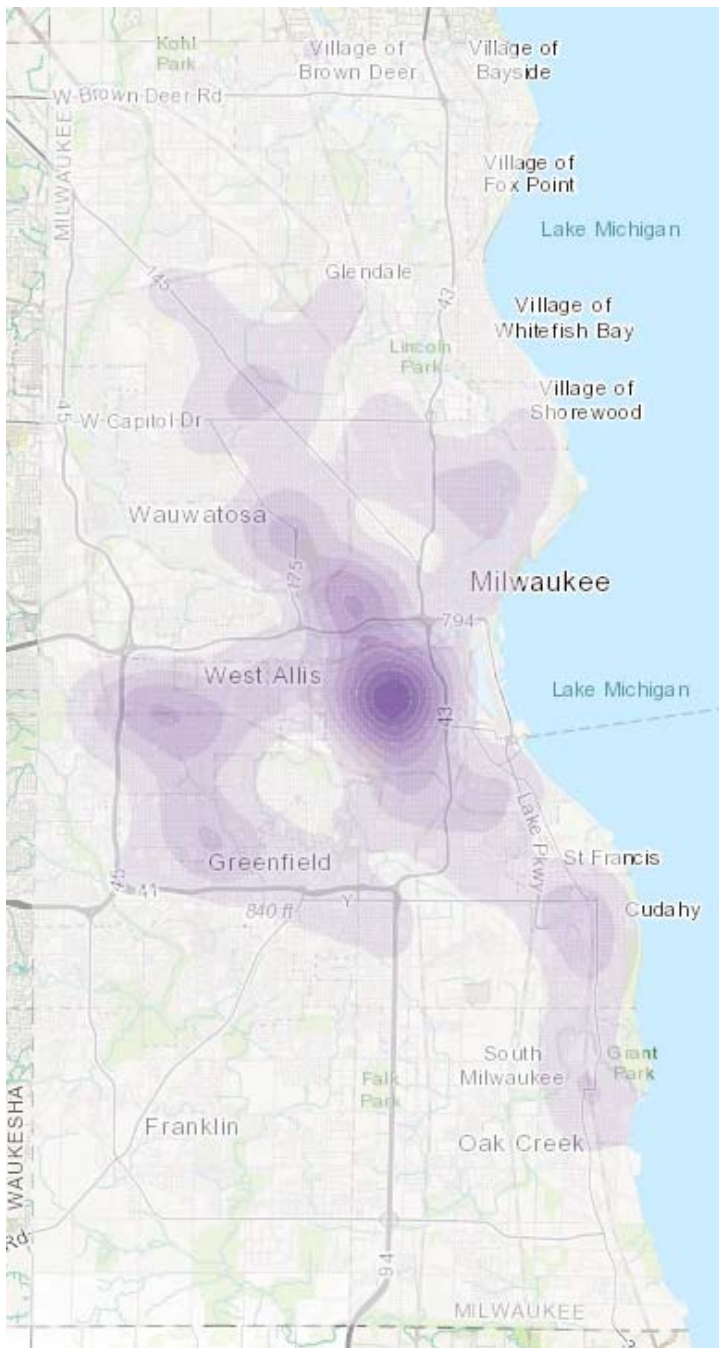 Kohl
Park
Village of
Brown Deer
Village of
Bayside
W Brown Deer Rd
MILWAUKEE
Village of
Fox Point
Lake Michigan
145
Glendale
43
Village of
Whitefish Bay
Lincoln
Park
Village of
Shorewood
45
W Capitol Dr
Wauwatosa
175
Milwaukee
794
West Allis
Lake Michigan
43
Lake Pkwy
Greenfield
St Francis
45
41
840 ft
Y
Cudahy
South
Milwaukee
Grant
Park
Falk
Park
WAUKESHA
Franklin
Oak Creek
Rd
94
MILWAUKEE